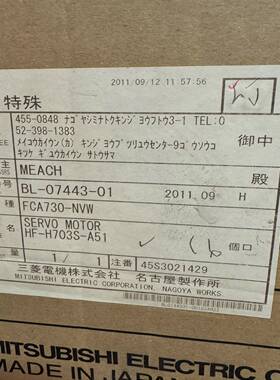 2011/09/12 11:57:56
特殊
455-0848 ナゴヤシミナトクキンジョウフトウ3-1 TEL:0
52-398-1383
メイユウカイウン(カ) キンジョウフツリュウセンター9ゴウソウコ
キツケ ギユウカイウン サトウサマ
御中
MEACH
殿
BL-07443-01
2011.09
H
FCA730-NVW
SERVO MOTOR
HF-H703S-A51
個口
1/ 1
注番
45S3021429
三菱電機株式会社 名古屋製作所
MITSUBISHI ELECTRIC CORPORATION, NAGOYA WORKS
MITSUBISHI ELECTRIC C
MADE IN JAPAN